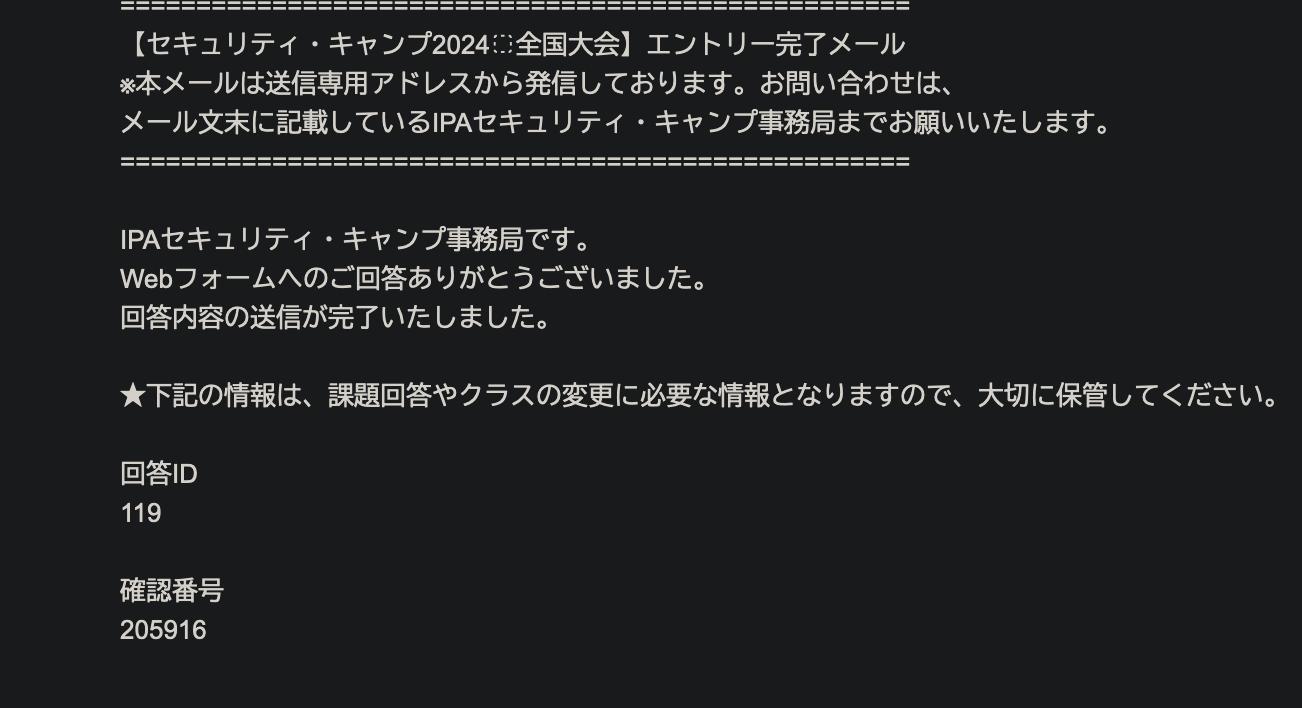 ====================================================
【セキュリティ・キャンプ2024⬚全国大会】エントリー完了メール
※本メールは送信専用アドレスから発信しております。お問い合わせは、
メール文末に記載しているIPAセキュリティ・キャンプ事務局までお願いいたします。
====================================================
IPAセキュリティ・キャンプ事務局です。
Webフォームへのご回答ありがとうございました。
回答内容の送信が完了いたしました。
★下記の情報は、課題回答やクラスの変更に必要な情報となりますので、大切に保管してください。
回答ID
119
確認番号
205916